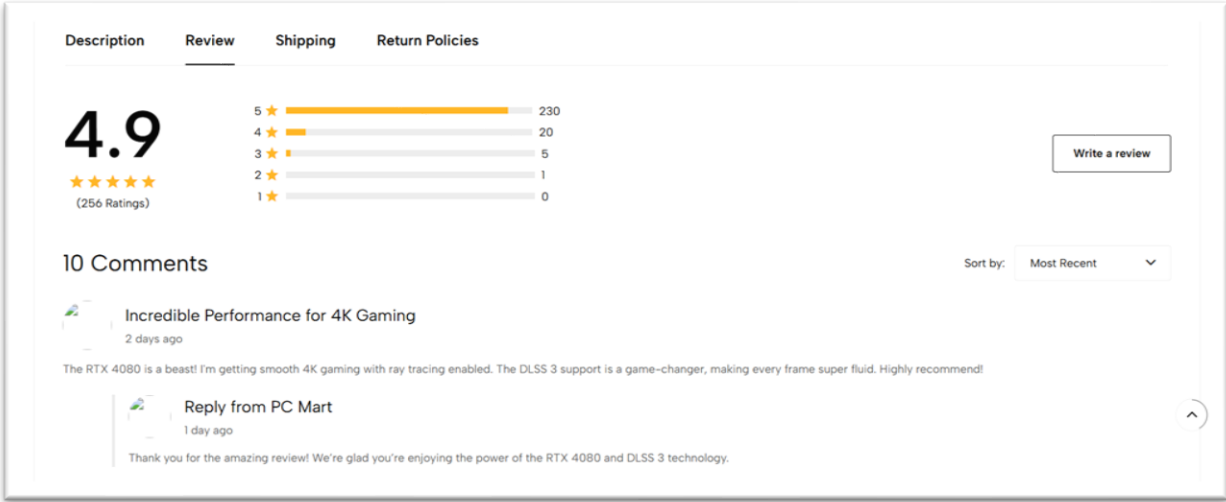 Description Review Shipping Return Policies
4.9
(256 Ratings)
5 230
4 20
3 5
2 1
1 0
Write a review
10 Comments
Sort by: Most Recent
Incredible Performance for 4K Gaming
2 days ago
The RTX 4080 is a beast! I'm getting smooth 4K gaming with ray tracing enabled. The DLSS 3 support is a game-changer, making every frame super fluid. Highly recommend!
Reply from PC Mart
1 day ago
Thank you for the amazing review! We're glad you're enjoying the power of the RTX 4080 and DLSS 3 technology.